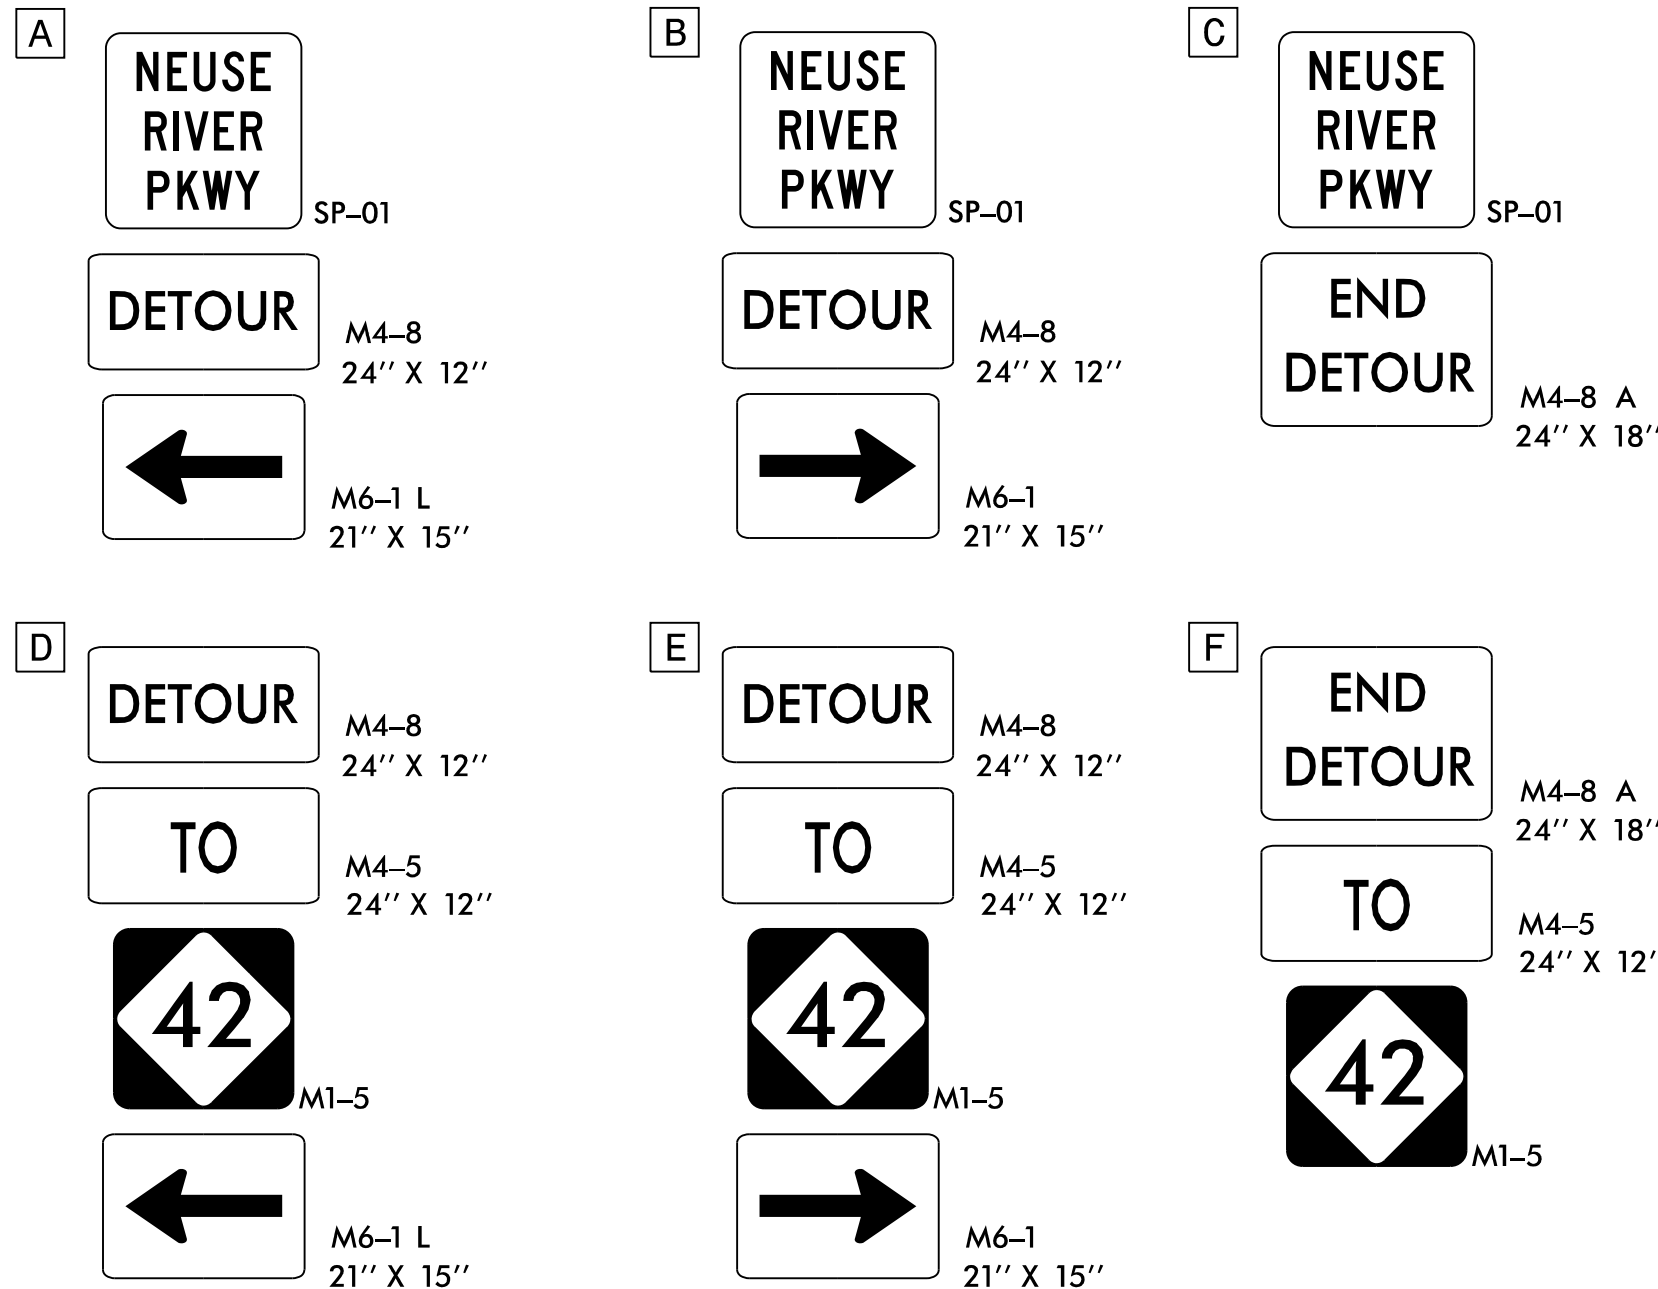 A
NEUSE
RIVER
PKWY
SP–01
DETOUR
M4–8
24'' X 12''
M6–1 L
21'' X 15''
B
NEUSE
RIVER
PKWY
SP–01
DETOUR
M4–8
24'' X 12''
M6–1
21'' X 15''
C
NEUSE
RIVER
PKWY
SP–01
END
DETOUR
M4–8 A
24'' X 18''
D
DETOUR
M4–8
24'' X 12''
TO
M4–5
24'' X 12''
42
M1–5
M6–1 L
21'' X 15''
E
DETOUR
M4–8
24'' X 12''
TO
M4–5
24'' X 12''
42
M1–5
M6–1
21'' X 15''
F
END
DETOUR
M4–8 A
24'' X 18''
TO
M4–5
24'' X 12'
42
M1–5